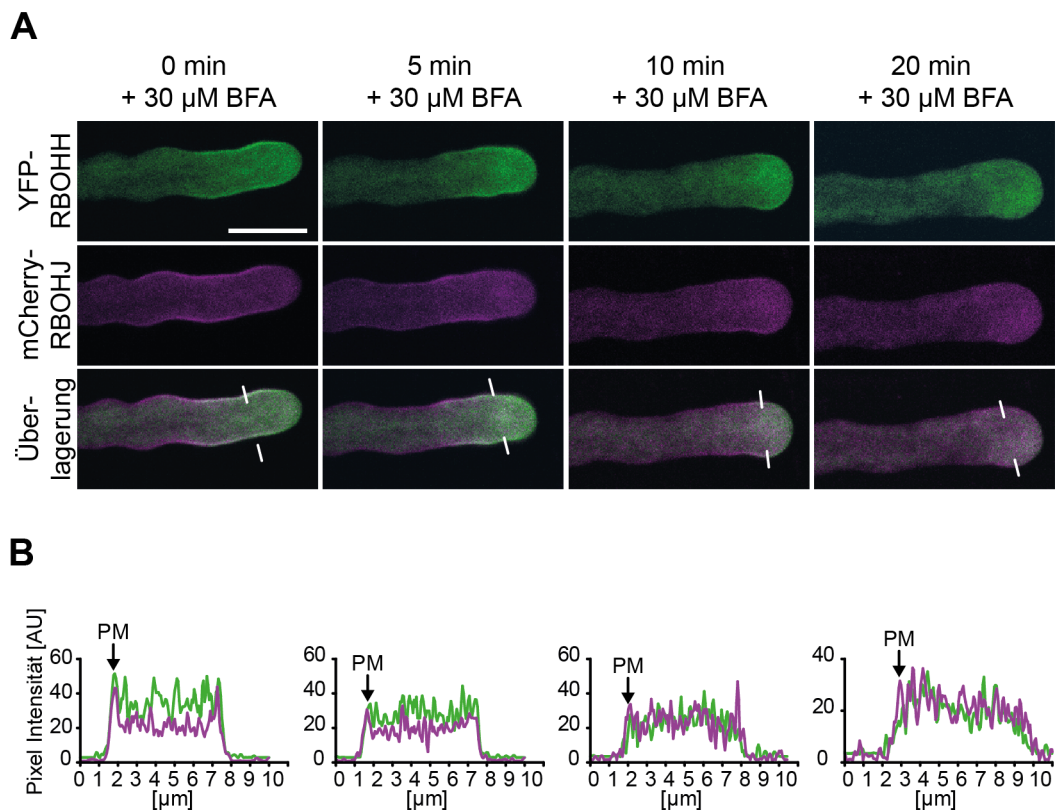 A
0 min
+ 30 µM BFA
5 min
+ 30 µM BFA
10 min
+ 30 µM BFA
20 min
+ 30 µM BFA
YFP-
RBOHH
mCherry-
RBOHJ
Über-
lagerung
B
Pixel Intensität [AU]
PM
60
40
20
0
0 1 2 3 4 5 6 7 8 9 10
[µm]
PM
60
40
20
0
0 1 2 3 4 5 6 7 8 9 10
[µm]
PM
60
40
20
0
0 1 2 3 4 5 6 7 8 9 10
[µm]
PM
40
20
0
0 1 2 3 4 5 6 7 8 9 10
[µm]